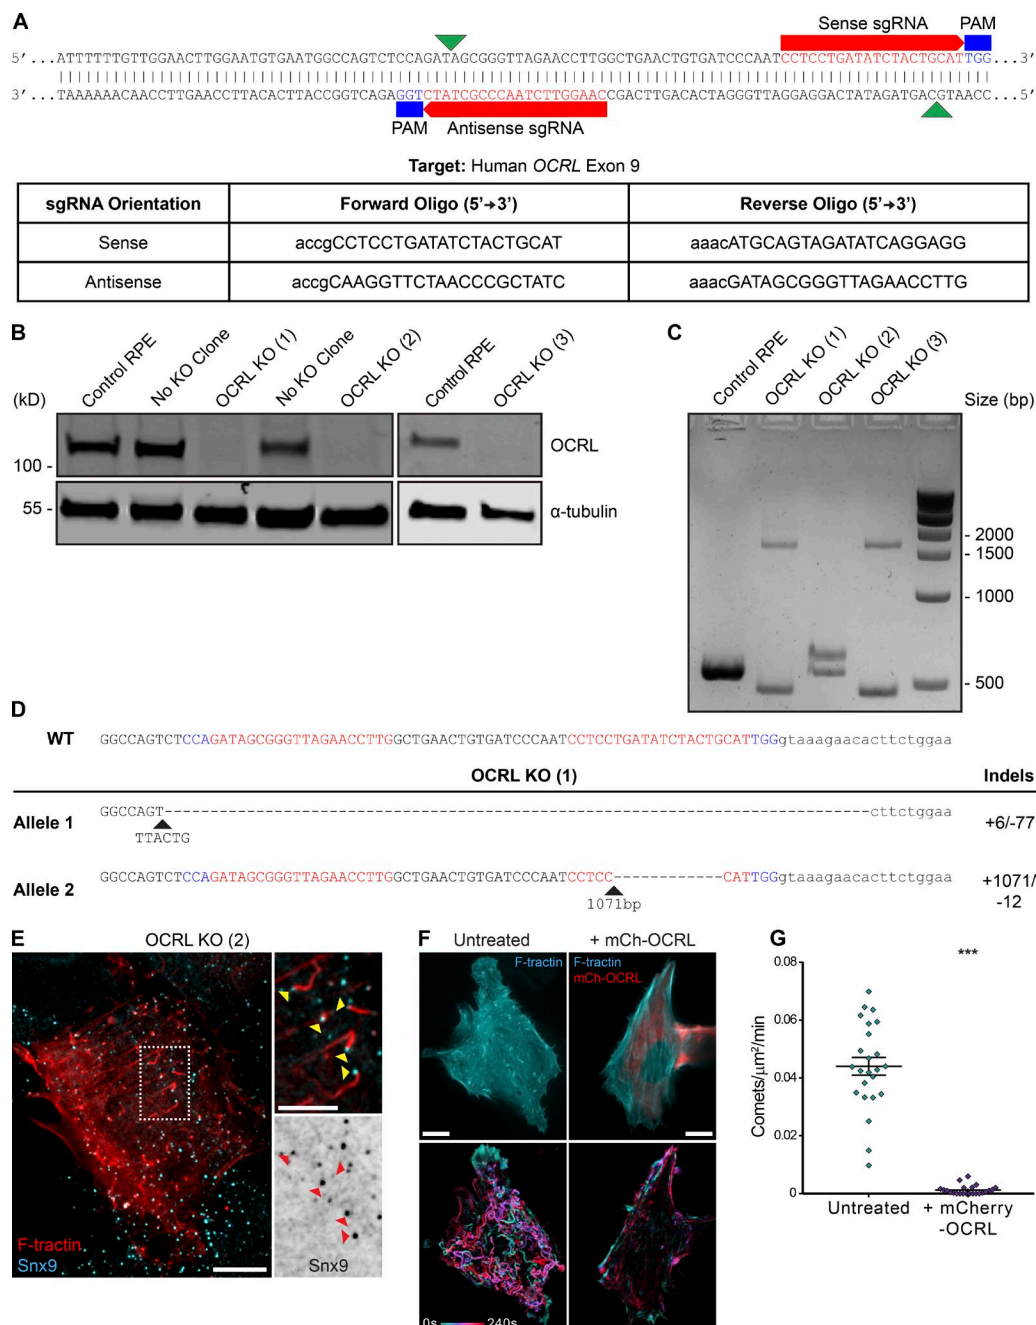 A
Sense sgRNA PAM
5’...ATTTTTTGTTGGAACTTGGAATGTGAATGGCCAGTCTCCAGATAGCGGGTTAGAACCTTGGCTGAACTGTGATCCCAATCCTCCTGATATCTACTGCATTGG...3’
3’...TAAAAAACAACCTTGAACCTTACACTTACCGGTCAGAGGTCTATCGCCCAATCTTGGAACCGACTTGACACTAGGGTTAGGAGGACTATAGATGACGTAACC...5’
PAM Antisense sgRNA
Target: Human OCRL Exon 9
sgRNA Orientation Forward Oligo (5’→3’) Reverse Oligo (5’→3’)
Sense accgCCTCCTGATATCTACTGCAT aaacATGCAGTAGATATCAGGAGG
Antisense accgCAAGGTTCTAACCCGCTATC aaacGATAGCGGGTTAGAACCTTG
B
Control RPE No KO Clone OCRL KO (1) No KO Clone OCRL KO (2) Control RPE OCRL KO (3)
(kD)
100 - OCRL
55 - α-tubulin
C
Control RPE OCRL KO (1) OCRL KO (2) OCRL KO (3) Size (bp)
- 2000
- 1500
- 1000
- 500
D
WT GGCCAGTCTCCAGATAGCGGGTTAGAACCTTGGCTGAACTGTGATCCCAATCCTCCTGATATCTACTGCATTGGgtaaagaacacttctggaa
OCRL KO (1) Indels
Allele 1 GGCCAGT-----------------------------------------------------------------------------cttctggaa +6/-77
TTACTG
Allele 2 GGCCAGTCTCCAGATAGCGGGTTAGAACCTTGGCTGAACTGTGATCCCAATCCTCC------------CATTGGgtaaagaacacttctggaa +1071/
-12
1071bp
E
OCRL KO (2)
F-tractin
Snx9
Snx9
F
Untreated + mCh-OCRL
F-tractin F-tractin
mCh-OCRL
0s 240s
G
***
Comets/µm²/min
0.08
0.06
0.04
0.02
0
Untreated + mCherry
-OCRL